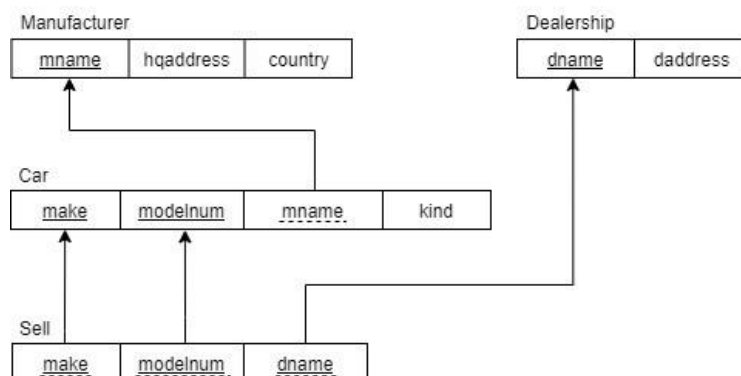 Manufacturer Dealership
mname hqaddress country dname daddress
Car
make modelnum mname kind
Sell
make modelnum dname